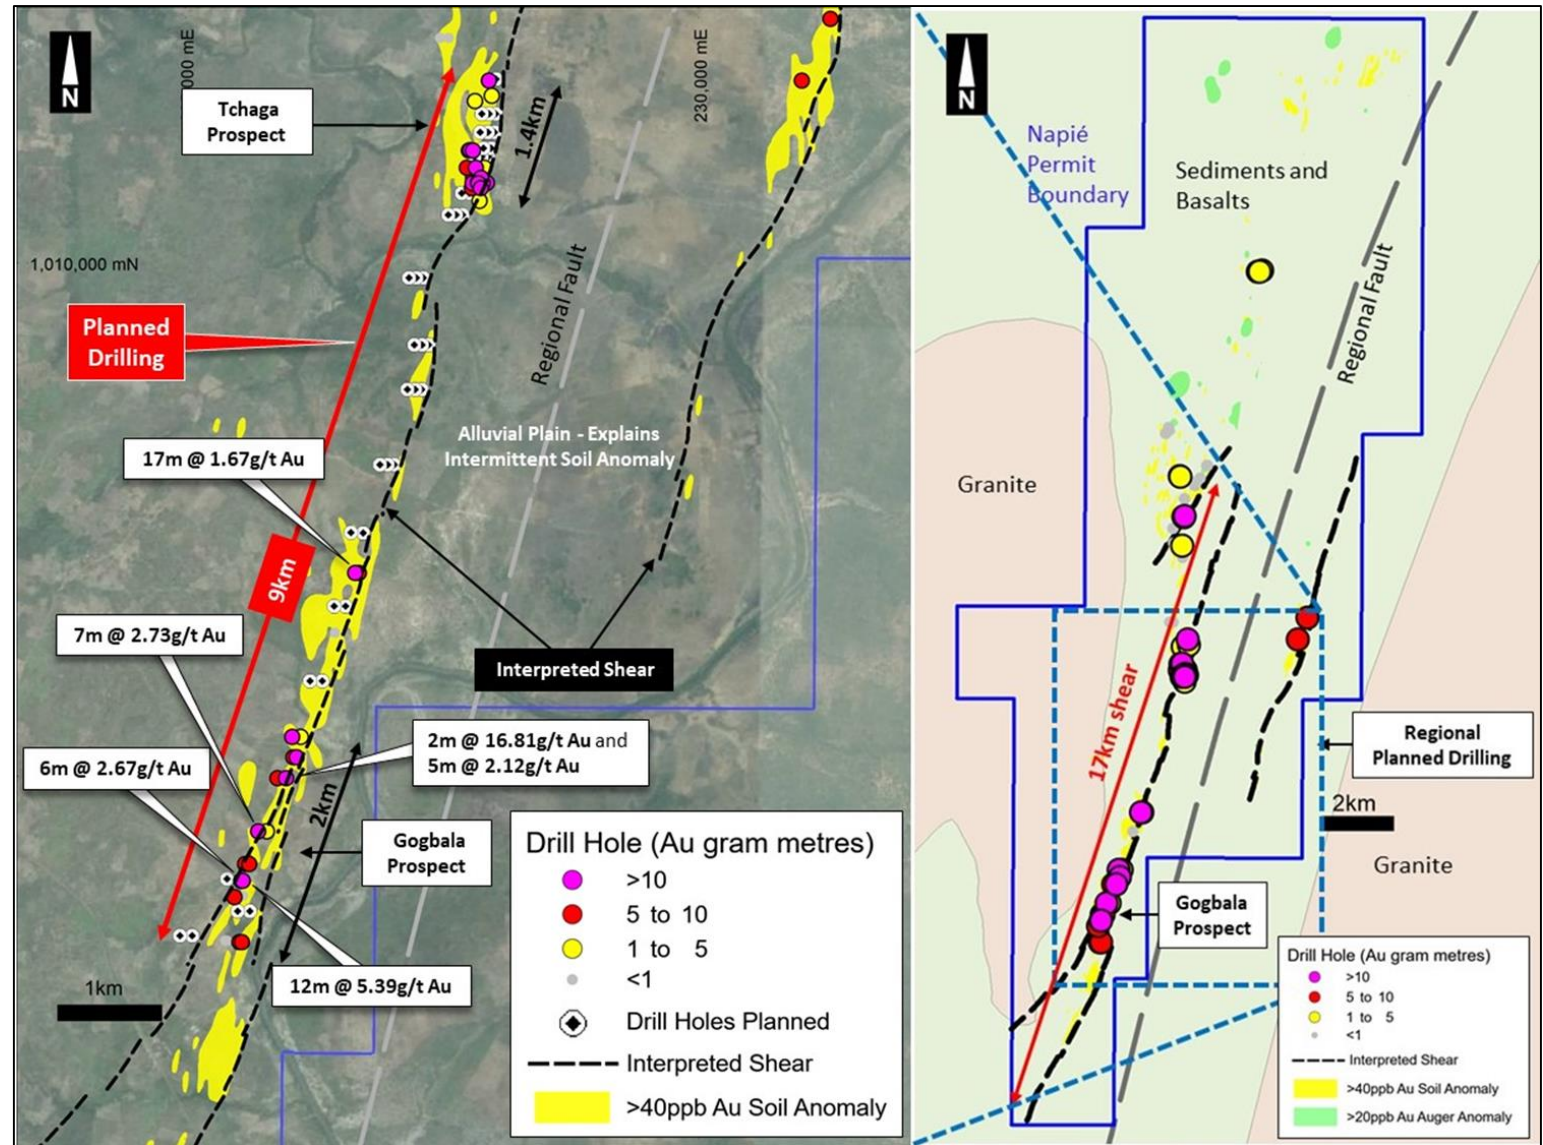 N
000 mE
230,000 mE
Tchaga
Prospect
1.4km
1,010,000 mN
Regional Fault
Planned
Drilling
Alluvial Plain - Explains
Intermittent Soil Anomaly
17m @ 1.67g/t Au
9km
7m @ 2.73g/t Au
Interpreted Shear
2m @ 16.81g/t Au and
5m @ 2.12g/t Au
6m @ 2.67g/t Au
2km
Gogbala
Prospect
12m @ 5.39g/t Au
1km
Drill Hole (Au gram metres)
>10
5 to 10
1 to 5
<1
Drill Holes Planned
Interpreted Shear
>40ppb Au Soil Anomaly
N
Napié
Permit
Boundary
Sediments and
Basalts
Regional Fault
Granite
17km shear
Regional
Planned Drilling
2km
Granite
Gogbala
Prospect
Drill Hole (Au gram metres)
>10
5 to 10
1 to 5
<1
Interpreted Shear
>40ppb Au Soil Anomaly
>20ppb Au Auger Anomaly